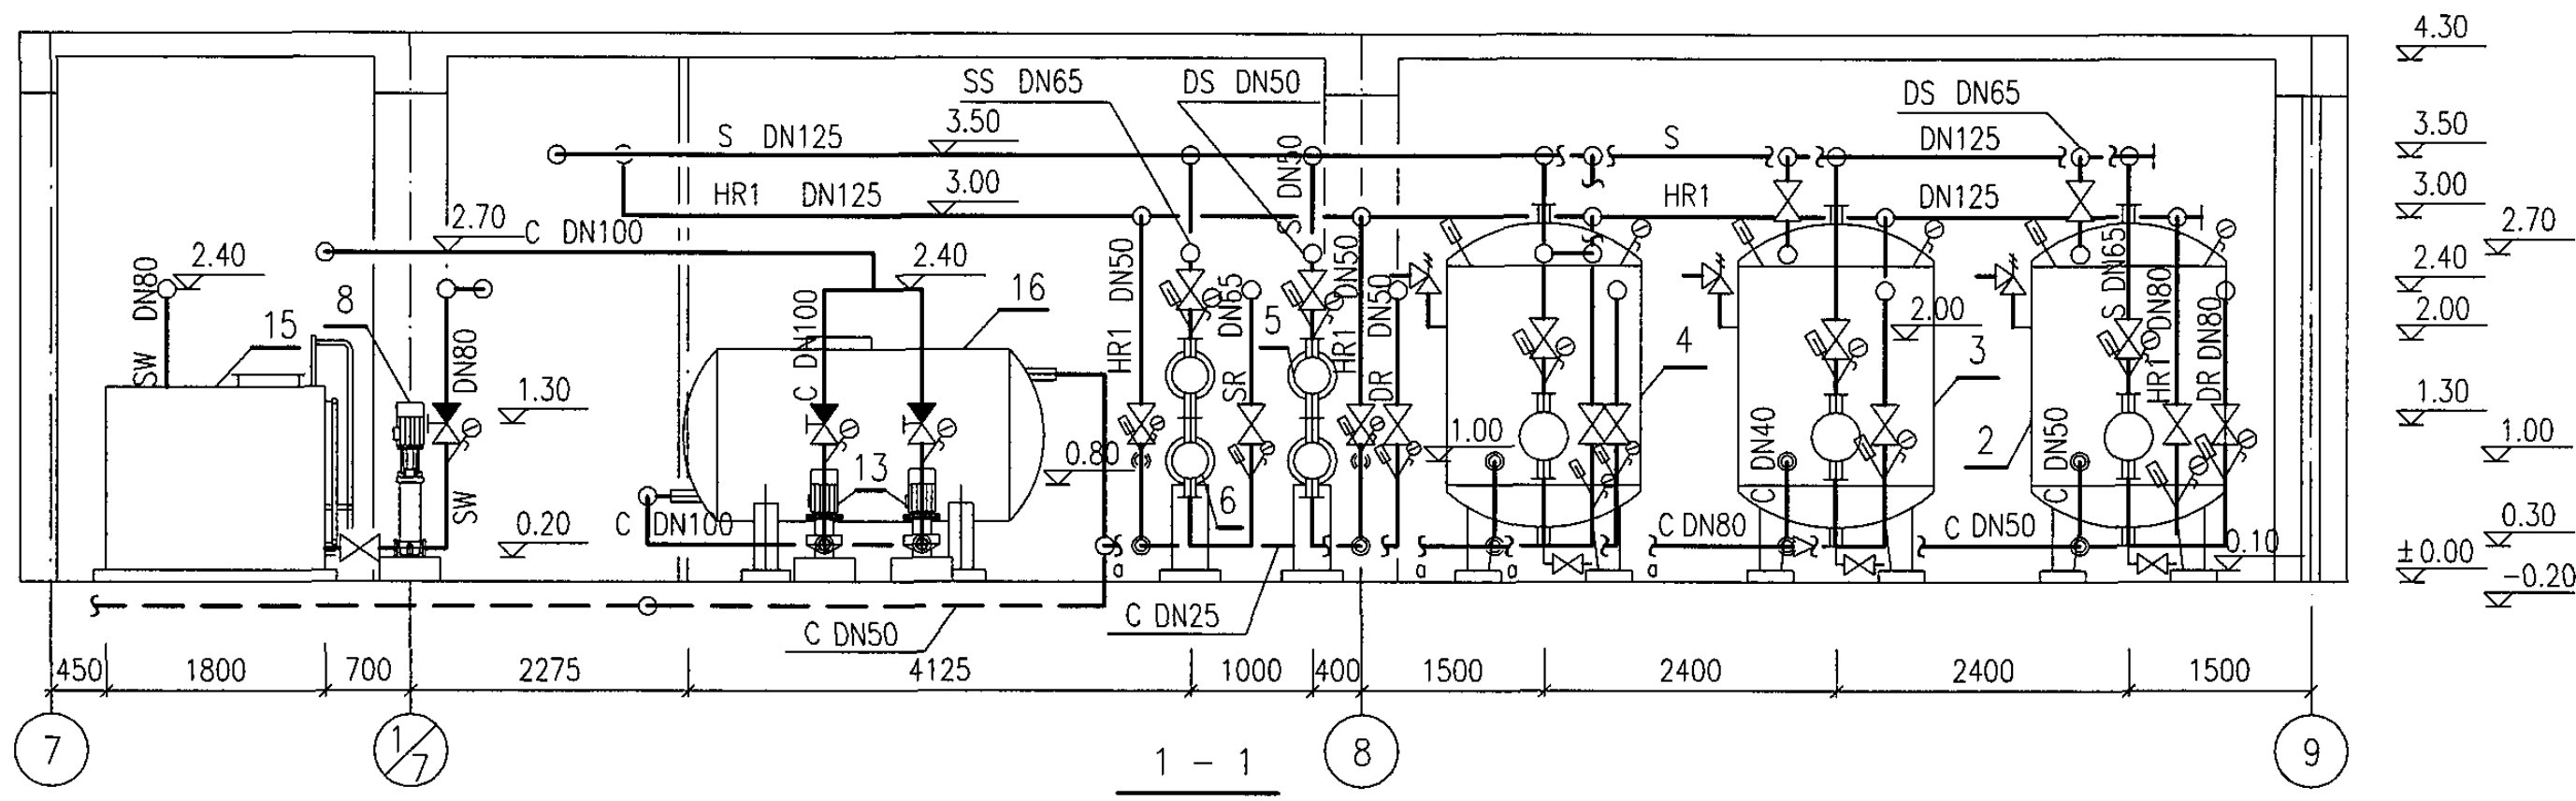 4.30
SS DN65
DS DN50
DS DN65
S DN125
3.50
S DN50
S
DN125
3.50
HR1 DN125
3.00
HR1
DN125
3.00
2.70
C DN100
2.70
2.40
2.40
2.40
DN80
SW
15
8
DN80
SW
C DN100
16
HR1 DN50
SR DN65
5
HR1 DN50
DR DN50
4
2.00
3
S DN65
HR1 DN80
DR DN80
2.00
1.30
1.30
13
0.80
1.00
C DN40
2
C DN50
1.00
0.20
C DN100
6
C DN80
C DN50
0.30
a
a
a
a
0.10
±0.00
-0.20
C DN50
C DN25
450
1800
700
2275
4125
1000
400
1500
2400
2400
1500
7
1/7
8
9
1 - 1